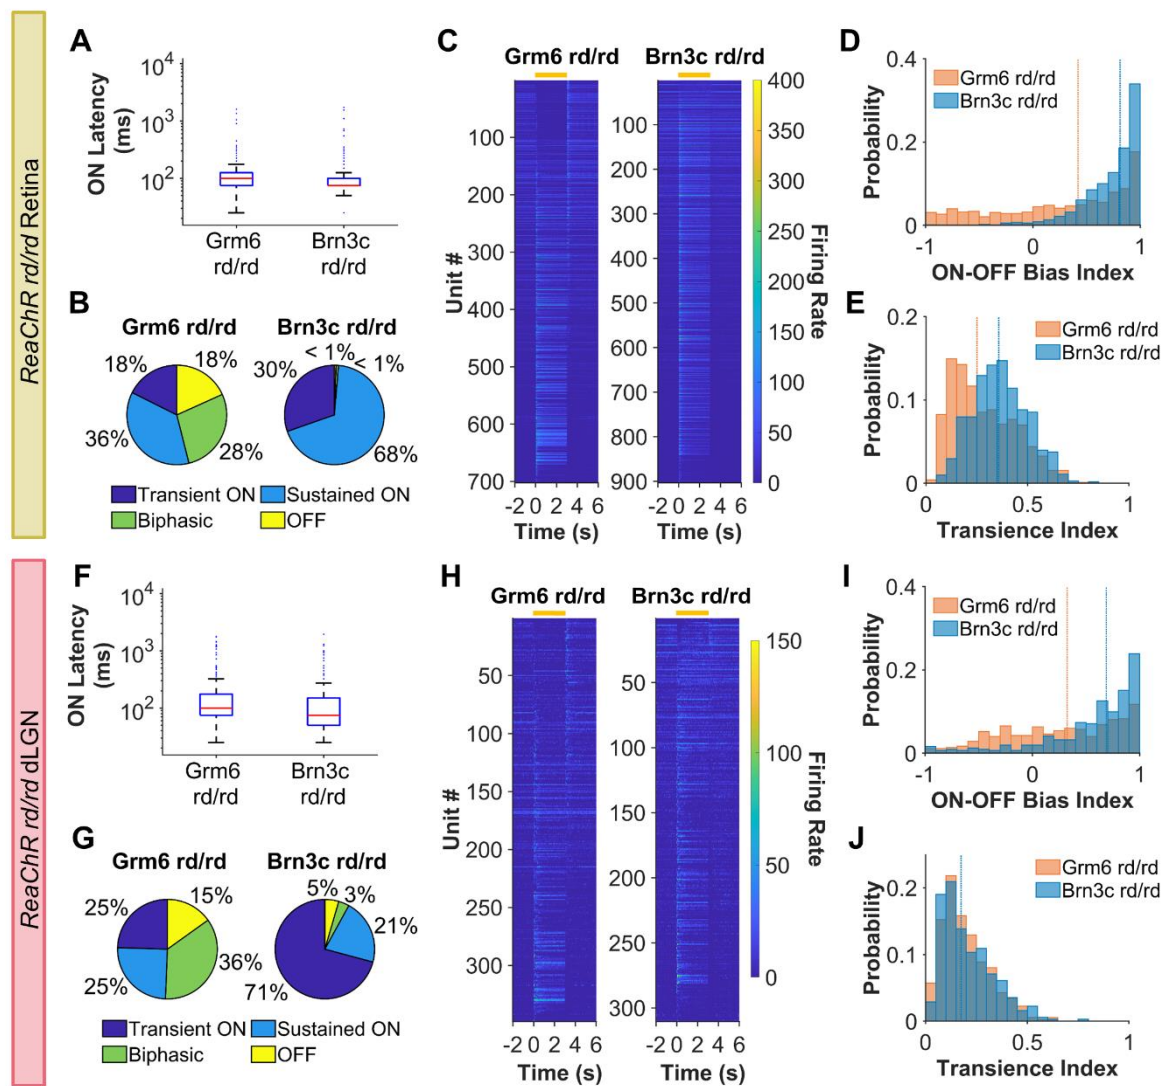 ReaChR rd/rd Retina
A
10^4
10^3
10^2
ON Latency
(ms)
Grm6
rd/rd
Brn3c
rd/rd
B
Grm6 rd/rd
18%
18%
36%
28%
Brn3c rd/rd
30%
< 1%
< 1%
68%
Transient ON
Sustained ON
Biphasic
OFF
C
Grm6 rd/rd
Brn3c rd/rd
Unit #
100
200
300
400
500
600
700
-2 0 2 4 6
Time (s)
100
200
300
400
500
600
700
800
900
-2 0 2 4 6
Time (s)
400
350
300
250
200
150
100
50
0
Firing Rate
D
0.4
0.2
0
Probability
Grm6 rd/rd
Brn3c rd/rd
-1 0 1
ON-OFF Bias Index
E
0.2
0.1
0
Probability
Grm6 rd/rd
Brn3c rd/rd
0 0.5 1
Transience Index
ReaChR rd/rd dLGN
F
10^4
10^3
10^2
ON Latency
(ms)
Grm6
rd/rd
Brn3c
rd/rd
G
Grm6 rd/rd
25%
15%
25%
36%
Brn3c rd/rd
5%
3%
21%
71%
Transient ON
Sustained ON
Biphasic
OFF
H
Grm6 rd/rd
Brn3c rd/rd
Unit #
50
100
150
200
250
300
-2 0 2 4 6
Time (s)
50
100
150
200
250
300
-2 0 2 4 6
Time (s)
150
100
50
0
Firing Rate
I
0.4
0.2
0
Probability
Grm6 rd/rd
Brn3c rd/rd
-1 0 1
ON-OFF Bias Index
J
0.2
0.1
0
Probability
Grm6 rd/rd
Brn3c rd/rd
0 0.5 1
Transience Index